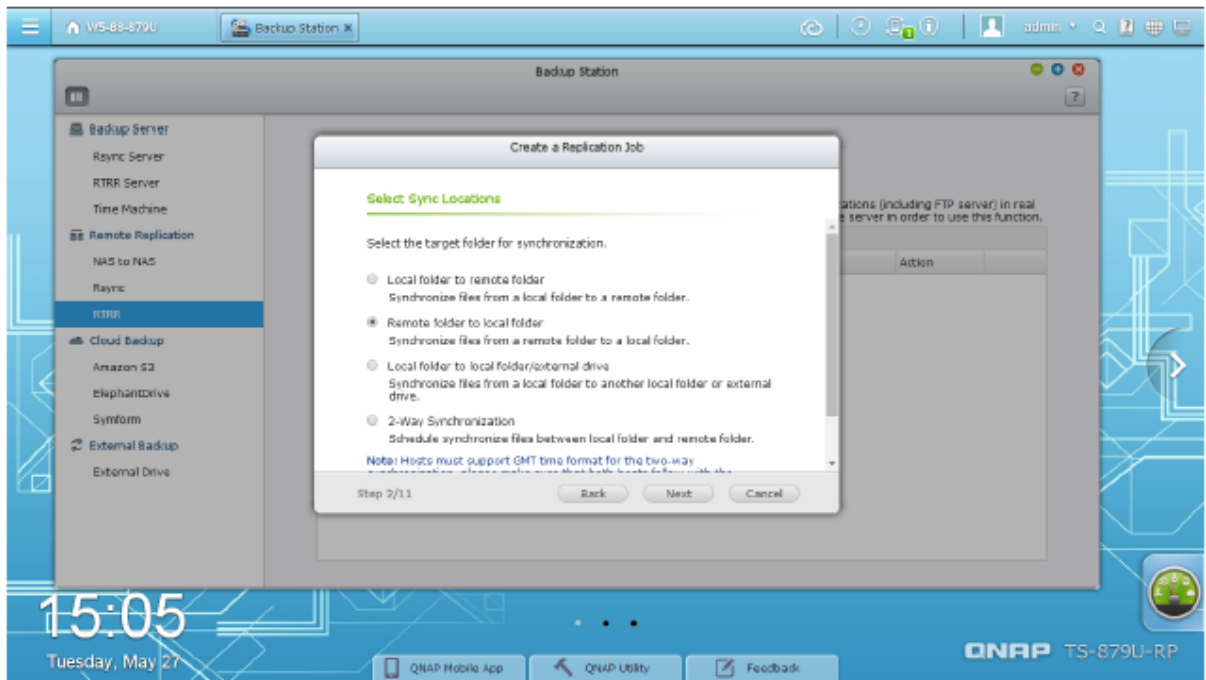 W5-88-879U
Backup Station ×
1
admin
Backup Station
Backup Server
Rsync Server
RTRR Server
Time Machine
Remote Replication
NAS to NAS
Rsync
RTRR
Cloud Backup
Amazon S3
ElephantDrive
Symform
External Backup
External Drive
ations (including FTP server) in real
e server in order to use this function.
Action
Create a Replication Job
Select Sync Locations
Select the target folder for synchronization.
Local folder to remote folder
Synchronize files from a local folder to a remote folder.
Remote folder to local folder
Synchronize files from a remote folder to a local folder.
Local folder to local folder/external drive
Synchronize files from a local folder to another local folder or external
drive.
2-Way Synchronization
Schedule synchronize files between local folder and remote folder.
Note: Hosts must support GMT time format for the two-way
Step 2/11
Back
Next
Cancel
15:05
Tuesday, May 27
QNAP TS-879U-RP
QNAP Mobile App
QNAP Utility
Feedback